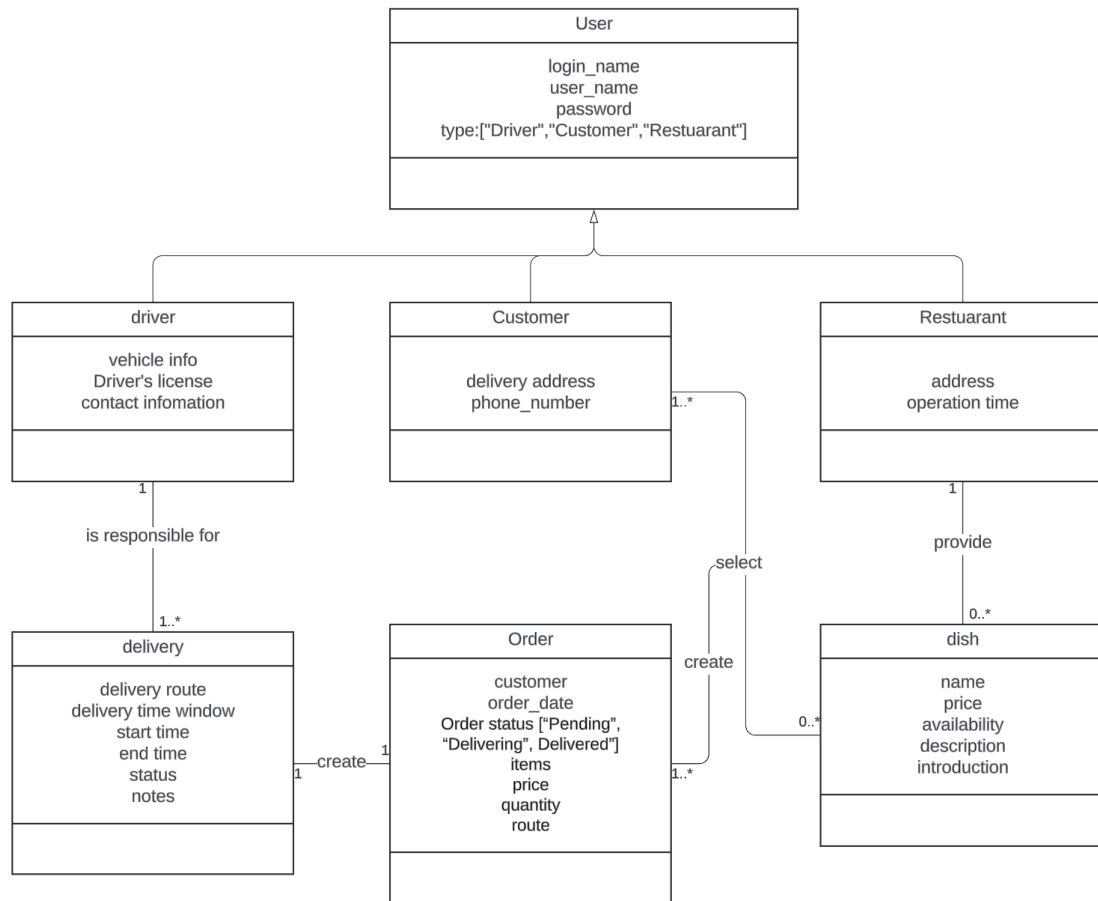 User
login_name
user_name
password
type:["Driver","Customer","Restuarant"]
driver
vehicle info
Driver's license
contact infomation
Customer
delivery address
phone_number
Restuarant
address
operation time
1..*
1
1
is responsible for
provide
select
1..*
0..*
delivery
delivery route
delivery time window
start time
end time
status
notes
Order
customer
order_date
Order status [“Pending”,
“Delivering”, Delivered”]
items
price
quantity
route
create
dish
name
price
availability
description
introduction
0..*
1
create
1
1..*